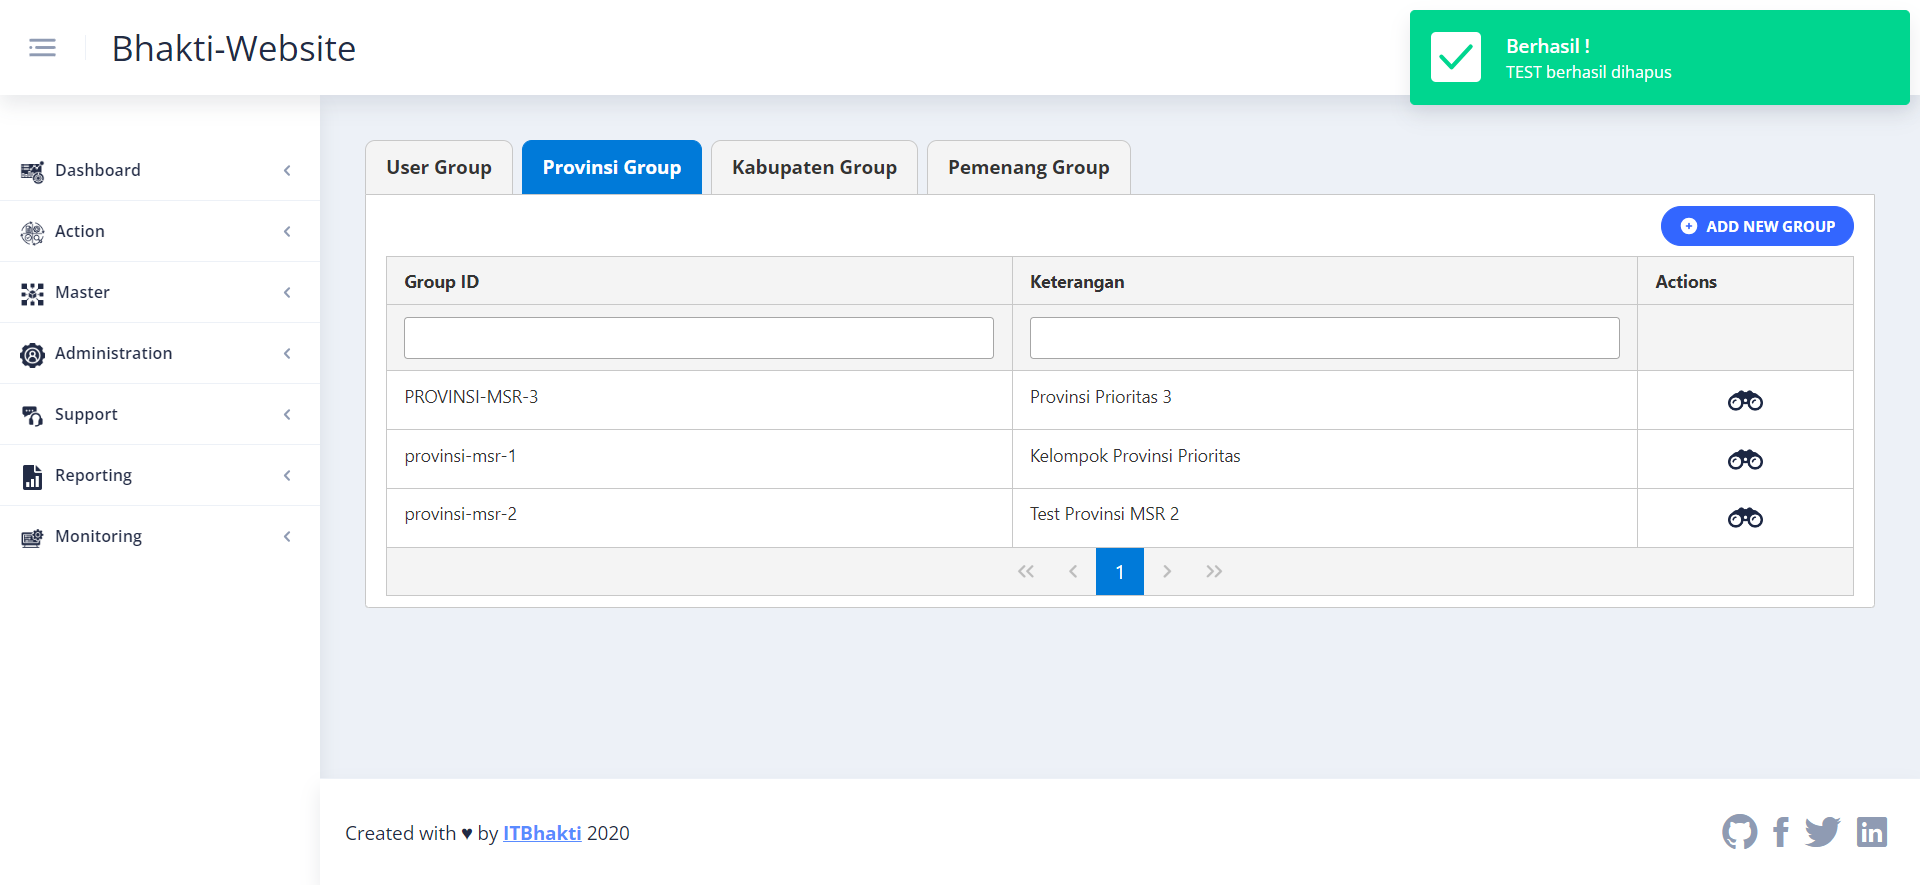 Bhakti-Website
Berhasil !
TEST berhasil dihapus
Dashboard
Action
Master
Administration
Support
Reporting
Monitoring
User Group
Provinsi Group
Kabupaten Group
Pemenang Group
ADD NEW GROUP
Group ID
Keterangan
Actions
PROVINSI-MSR-3
Provinsi Prioritas 3
provinsi-msr-1
Kelompok Provinsi Prioritas
provinsi-msr-2
Test Provinsi MSR 2
1
Created with ♥ by ITBhakti 2020